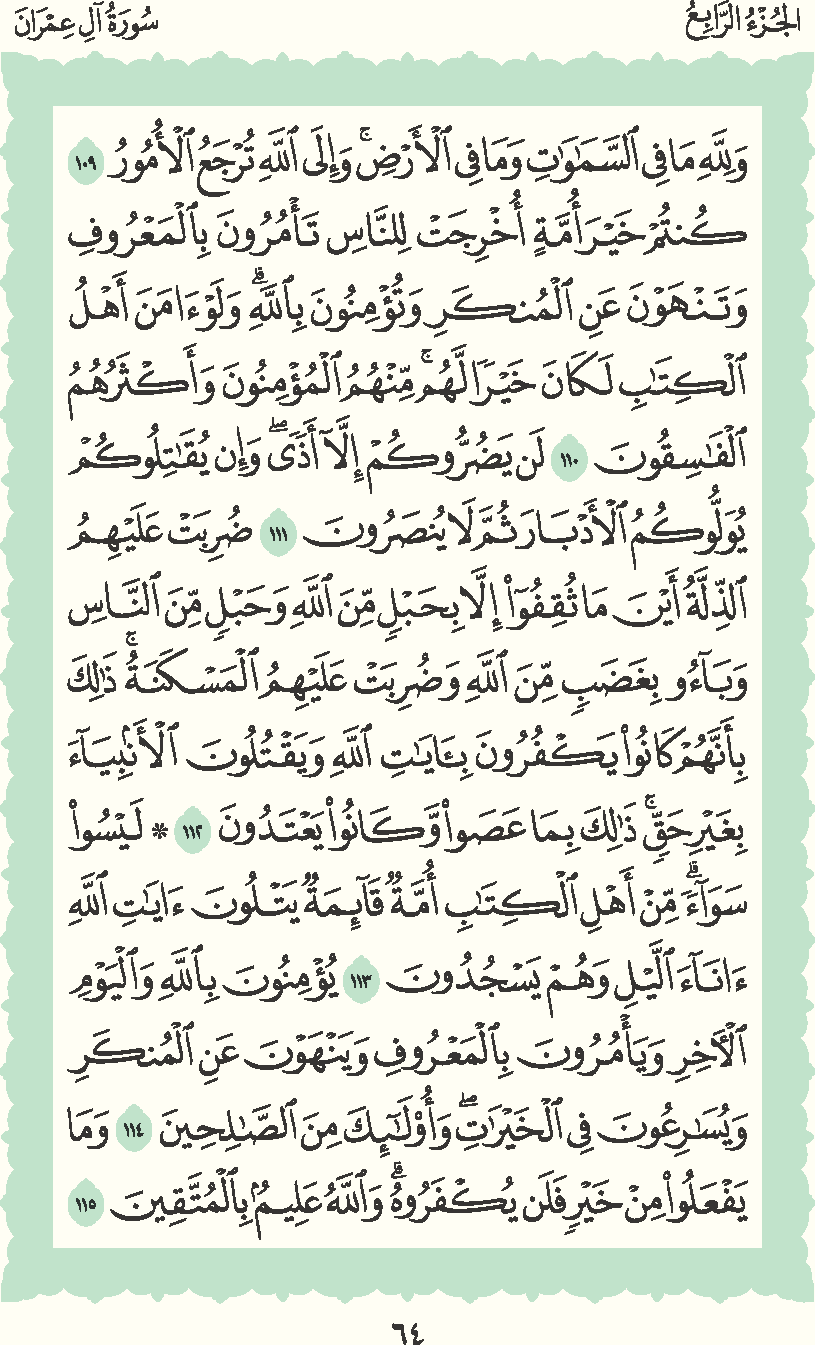 الجُزْءُ الرَّابِعُ
سُورَةُ آلِ عِمْرَانَ
وَلِلَّهِ مَا فِي ٱلسَّمَٰوَٰتِ وَمَا فِي ٱلْأَرْضِۚ وَإِلَى ٱللَّهِ تُرْجَعُ ٱلْأُمُورُ ١٠٩
كُنتُمْ خَيْرَ أُمَّةٍ أُخْرِجَتْ لِلنَّاسِ تَأْمُرُونَ بِٱلْمَعْرُوفِ
وَتَنْهَوْنَ عَنِ ٱلْمُنكَرِ وَتُؤْمِنُونَ بِٱللَّهِۗ وَلَوْ ءَامَنَ أَهْلُ
ٱلْكِتَٰبِ لَكَانَ خَيْرًا لَّهُمۚ مِّنْهُمُ ٱلْمُؤْمِنُونَ وَأَكْثَرُهُمُ
ٱلْفَٰسِقُونَ ١١٠ لَن يَضُرُّوكُمْ إِلَّآ أَذًىۖ وَإِن يُقَٰتِلُوكُمْ
يُوَلُّوكُمُ ٱلْأَدْبَارَ ثُمَّ لَا يُنصَرُونَ ١١١ ضُرِبَتْ عَلَيْهِمُ
ٱلذِّلَّةُ أَيْنَ مَا ثُقِفُوٓا۟ إِلَّا بِحَبْلٍ مِّنَ ٱللَّهِ وَحَبْلٍ مِّنَ ٱلنَّاسِ
وَبَآءُو بِغَضَبٍ مِّنَ ٱللَّهِ وَضُرِبَتْ عَلَيْهِمُ ٱلْمَسْكَنَةُۚ ذَٰلِكَ
بِأَنَّهُمْ كَانُوا۟ يَكْفُرُونَ بِـَٔايَٰتِ ٱللَّهِ وَيَقْتُلُونَ ٱلْأَنۢبِيَآءَ
بِغَيْرِ حَقٍّۚ ذَٰلِكَ بِمَا عَصَوا۟ وَّكَانُوا۟ يَعْتَدُونَ ١١٢ * لَيْسُوا۟
سَوَآءًۗ مِّنْ أَهْلِ ٱلْكِتَٰبِ أُمَّةٌ قَآئِمَةٌ يَتْلُونَ ءَايَٰتِ ٱللَّهِ
ءَانَآءَ ٱلَّيْلِ وَهُمْ يَسْجُدُونَ ١١٣ يُؤْمِنُونَ بِٱللَّهِ وَٱلْيَوْمِ
ٱلْءَاخِرِ وَيَأْمُرُونَ بِٱلْمَعْرُوفِ وَيَنْهَوْنَ عَنِ ٱلْمُنكَرِ
وَيُسَٰرِعُونَ فِي ٱلْخَيْرَٰتِۖ وَأُو۟لَٰٓئِكَ مِنَ ٱلصَّٰلِحِينَ ١١٤ وَمَا
يَفْعَلُوا۟ مِنْ خَيْرٍ فَلَن يُكْفَرُوهُۗ وَٱللَّهُ عَلِيمٌۢ بِٱلْمُتَّقِينَ ١١٥
٦٤